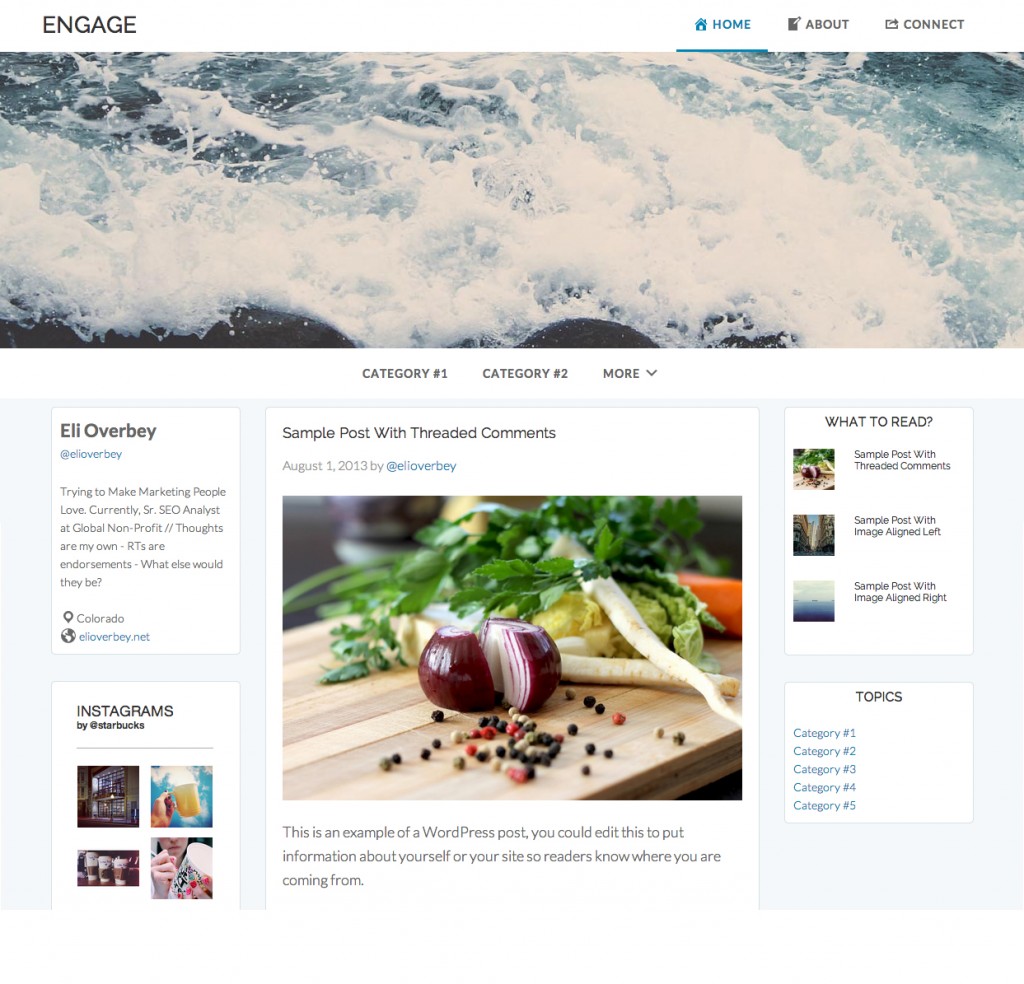 ENGAGE
HOME
ABOUT
CONNECT
CATEGORY #1
CATEGORY #2
MORE
Eli Overbey
@elioverbey
Trying to Make Marketing People
Love. Currently, Sr. SEO Analyst
at Global Non-Profit // Thoughts
are my own - RTs are
endorsements - What else would
they be?
Colorado
elioverbey.net
INSTAGRAMS
by @starbucks
Sample Post With Threaded Comments
August 1, 2013 by @elioverbey
This is an example of a WordPress post, you could edit this to put
information about yourself or your site so readers know where you are
coming from.
WHAT TO READ?
Sample Post With
Threaded Comments
Sample Post With
Image Aligned Left
Sample Post With
Image Aligned Right
TOPICS
Category #1
Category #2
Category #3
Category #4
Category #5